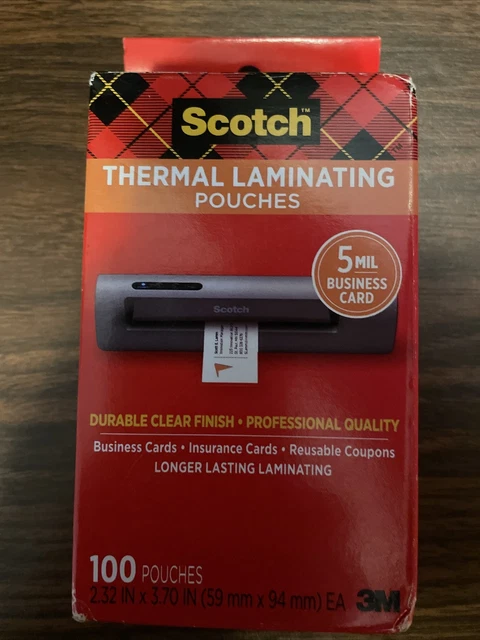 Scotch™
THERMAL LAMINATING
POUCHES
5 MIL
BUSINESS
CARD
Scotch
DURABLE CLEAR FINISH • PROFESSIONAL QUALITY
Business Cards • Insurance Cards • Reusable Coupons
LONGER LASTING LAMINATING
100 POUCHES
2.32 IN x 3.70 IN (59 mm x 94 mm) EA 3M